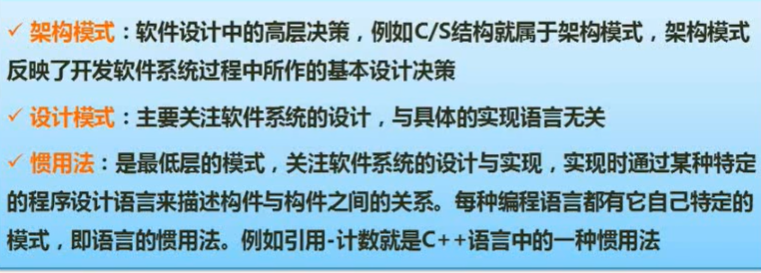 ✓ 架构模式：软件设计中的高层决策，例如C/S结构就属于架构模式，架构模式
反映了开发软件系统过程中所作的基本设计决策
✓ 设计模式：主要关注软件系统的设计，与具体的实现语言无关
✓ 惯用法：是最低层的模式，关注软件系统的设计与实现，实现时通过某种特定
的程序设计语言来描述构件与构件之间的关系。每种编程语言都有它自己特定的
模式，即语言的惯用法。例如引用-计数就是C++语言中的一种惯用法